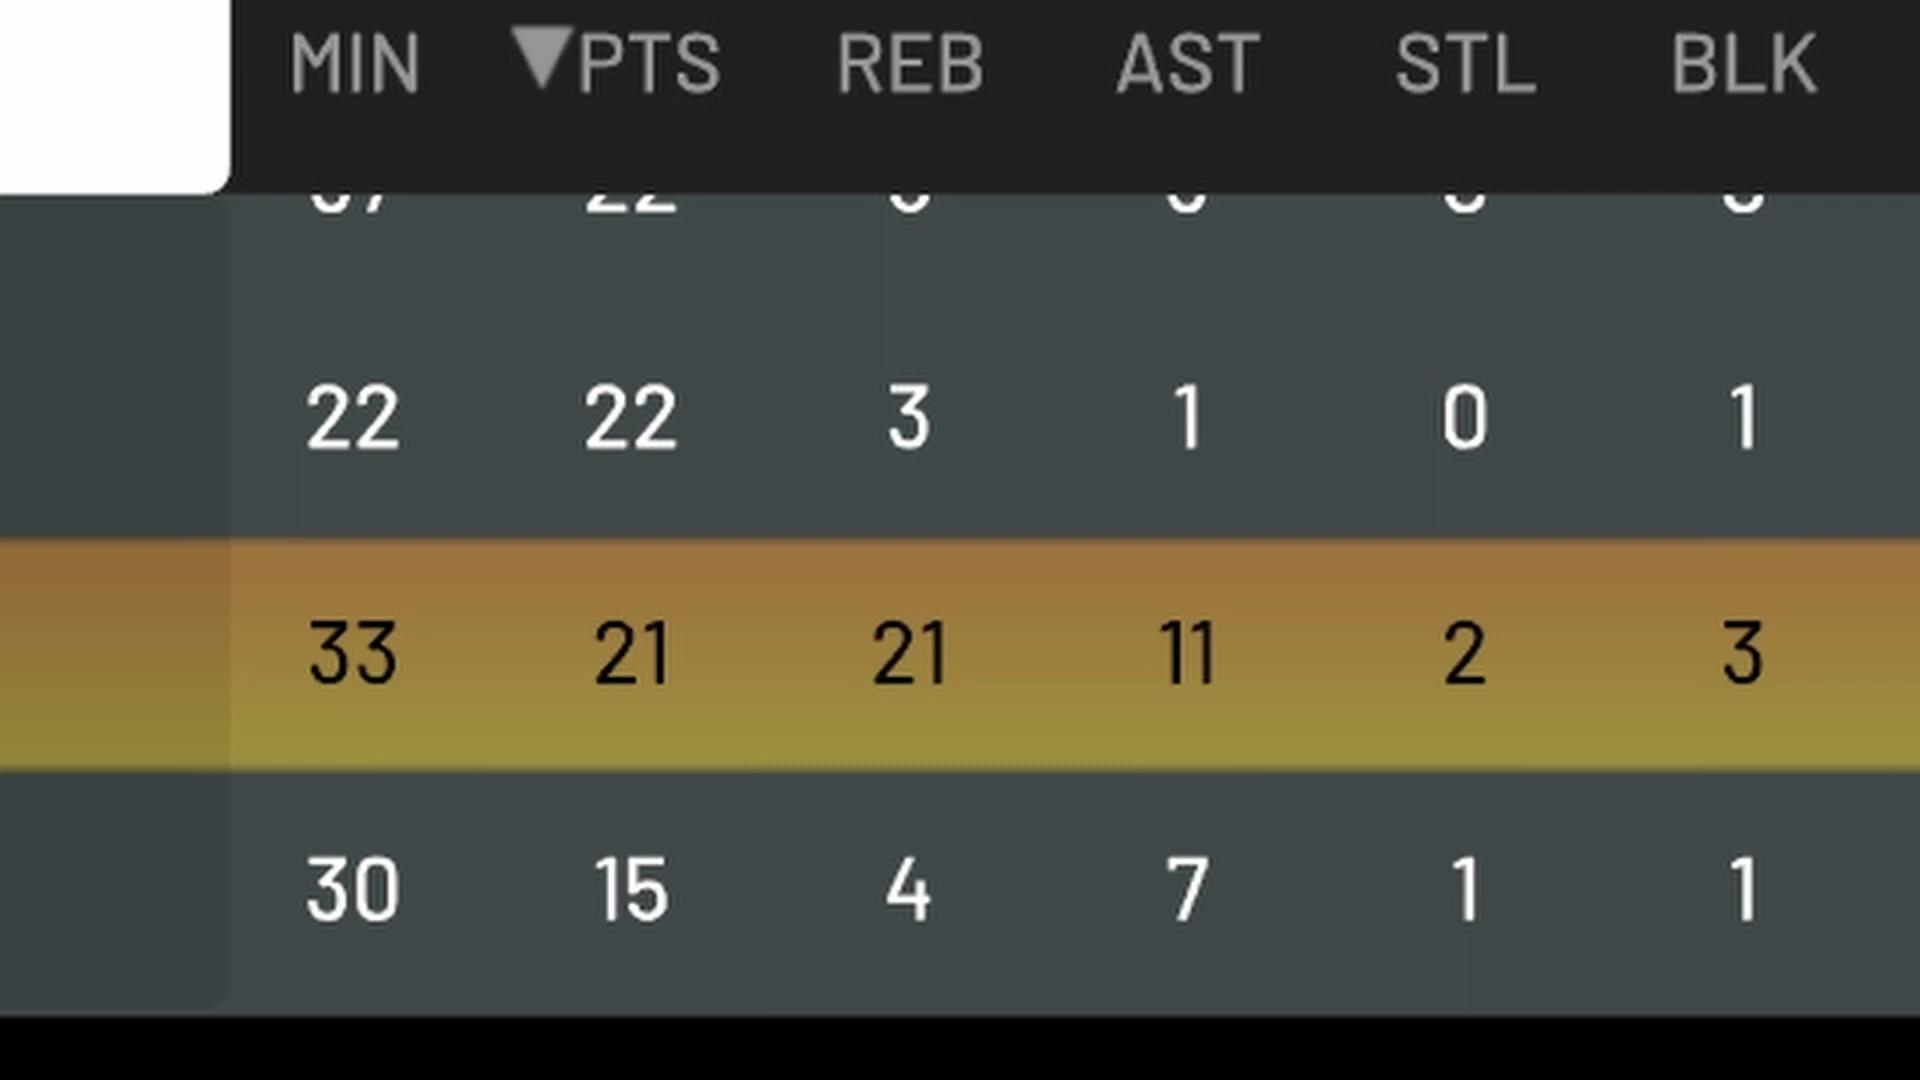 MIN ▼PTS REB AST STL BLK
22 22 3 1 0 1
33 21 21 11 2 3
30 15 4 7 1 1